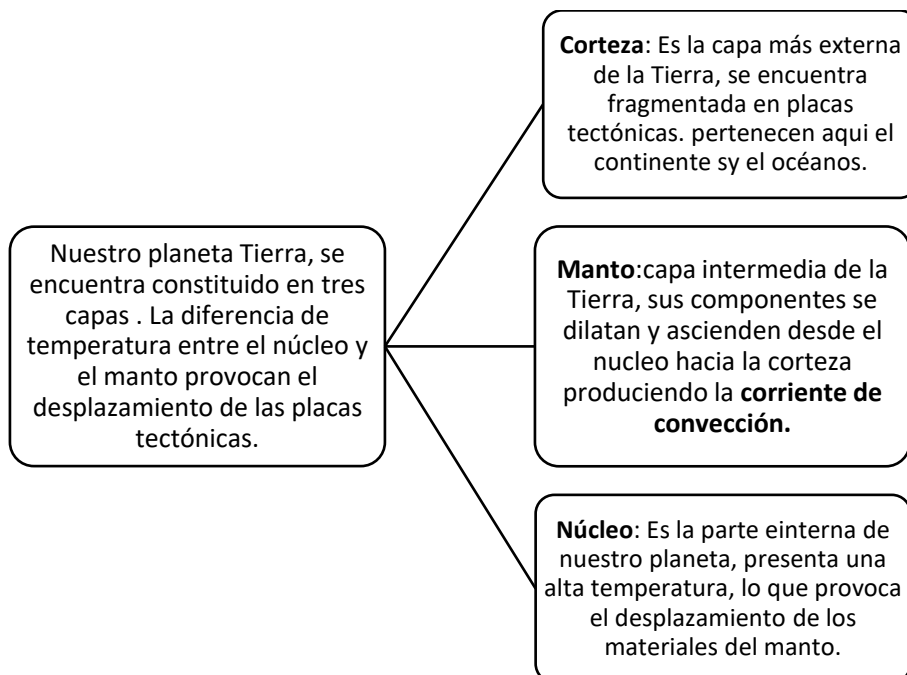 Corteza: Es la capa más externa
de la Tierra, se encuentra
fragmentada en placas
tectónicas. pertenecen aqui el
continente sy el océanos.
Nuestro planeta Tierra, se
encuentra constituido en tres
capas . La diferencia de
temperatura entre el núcleo y
el manto provocan el
desplazamiento de las placas
tectónicas.
Manto:capa intermedia de la
Tierra, sus componentes se
dilatan y ascienden desde el
nucleo hacia la corteza
produciendo la corriente de
convección.
Núcleo: Es la parte einterna de
nuestro planeta, presenta una
alta temperatura, lo que provoca
el desplazamiento de los
materiales del manto.